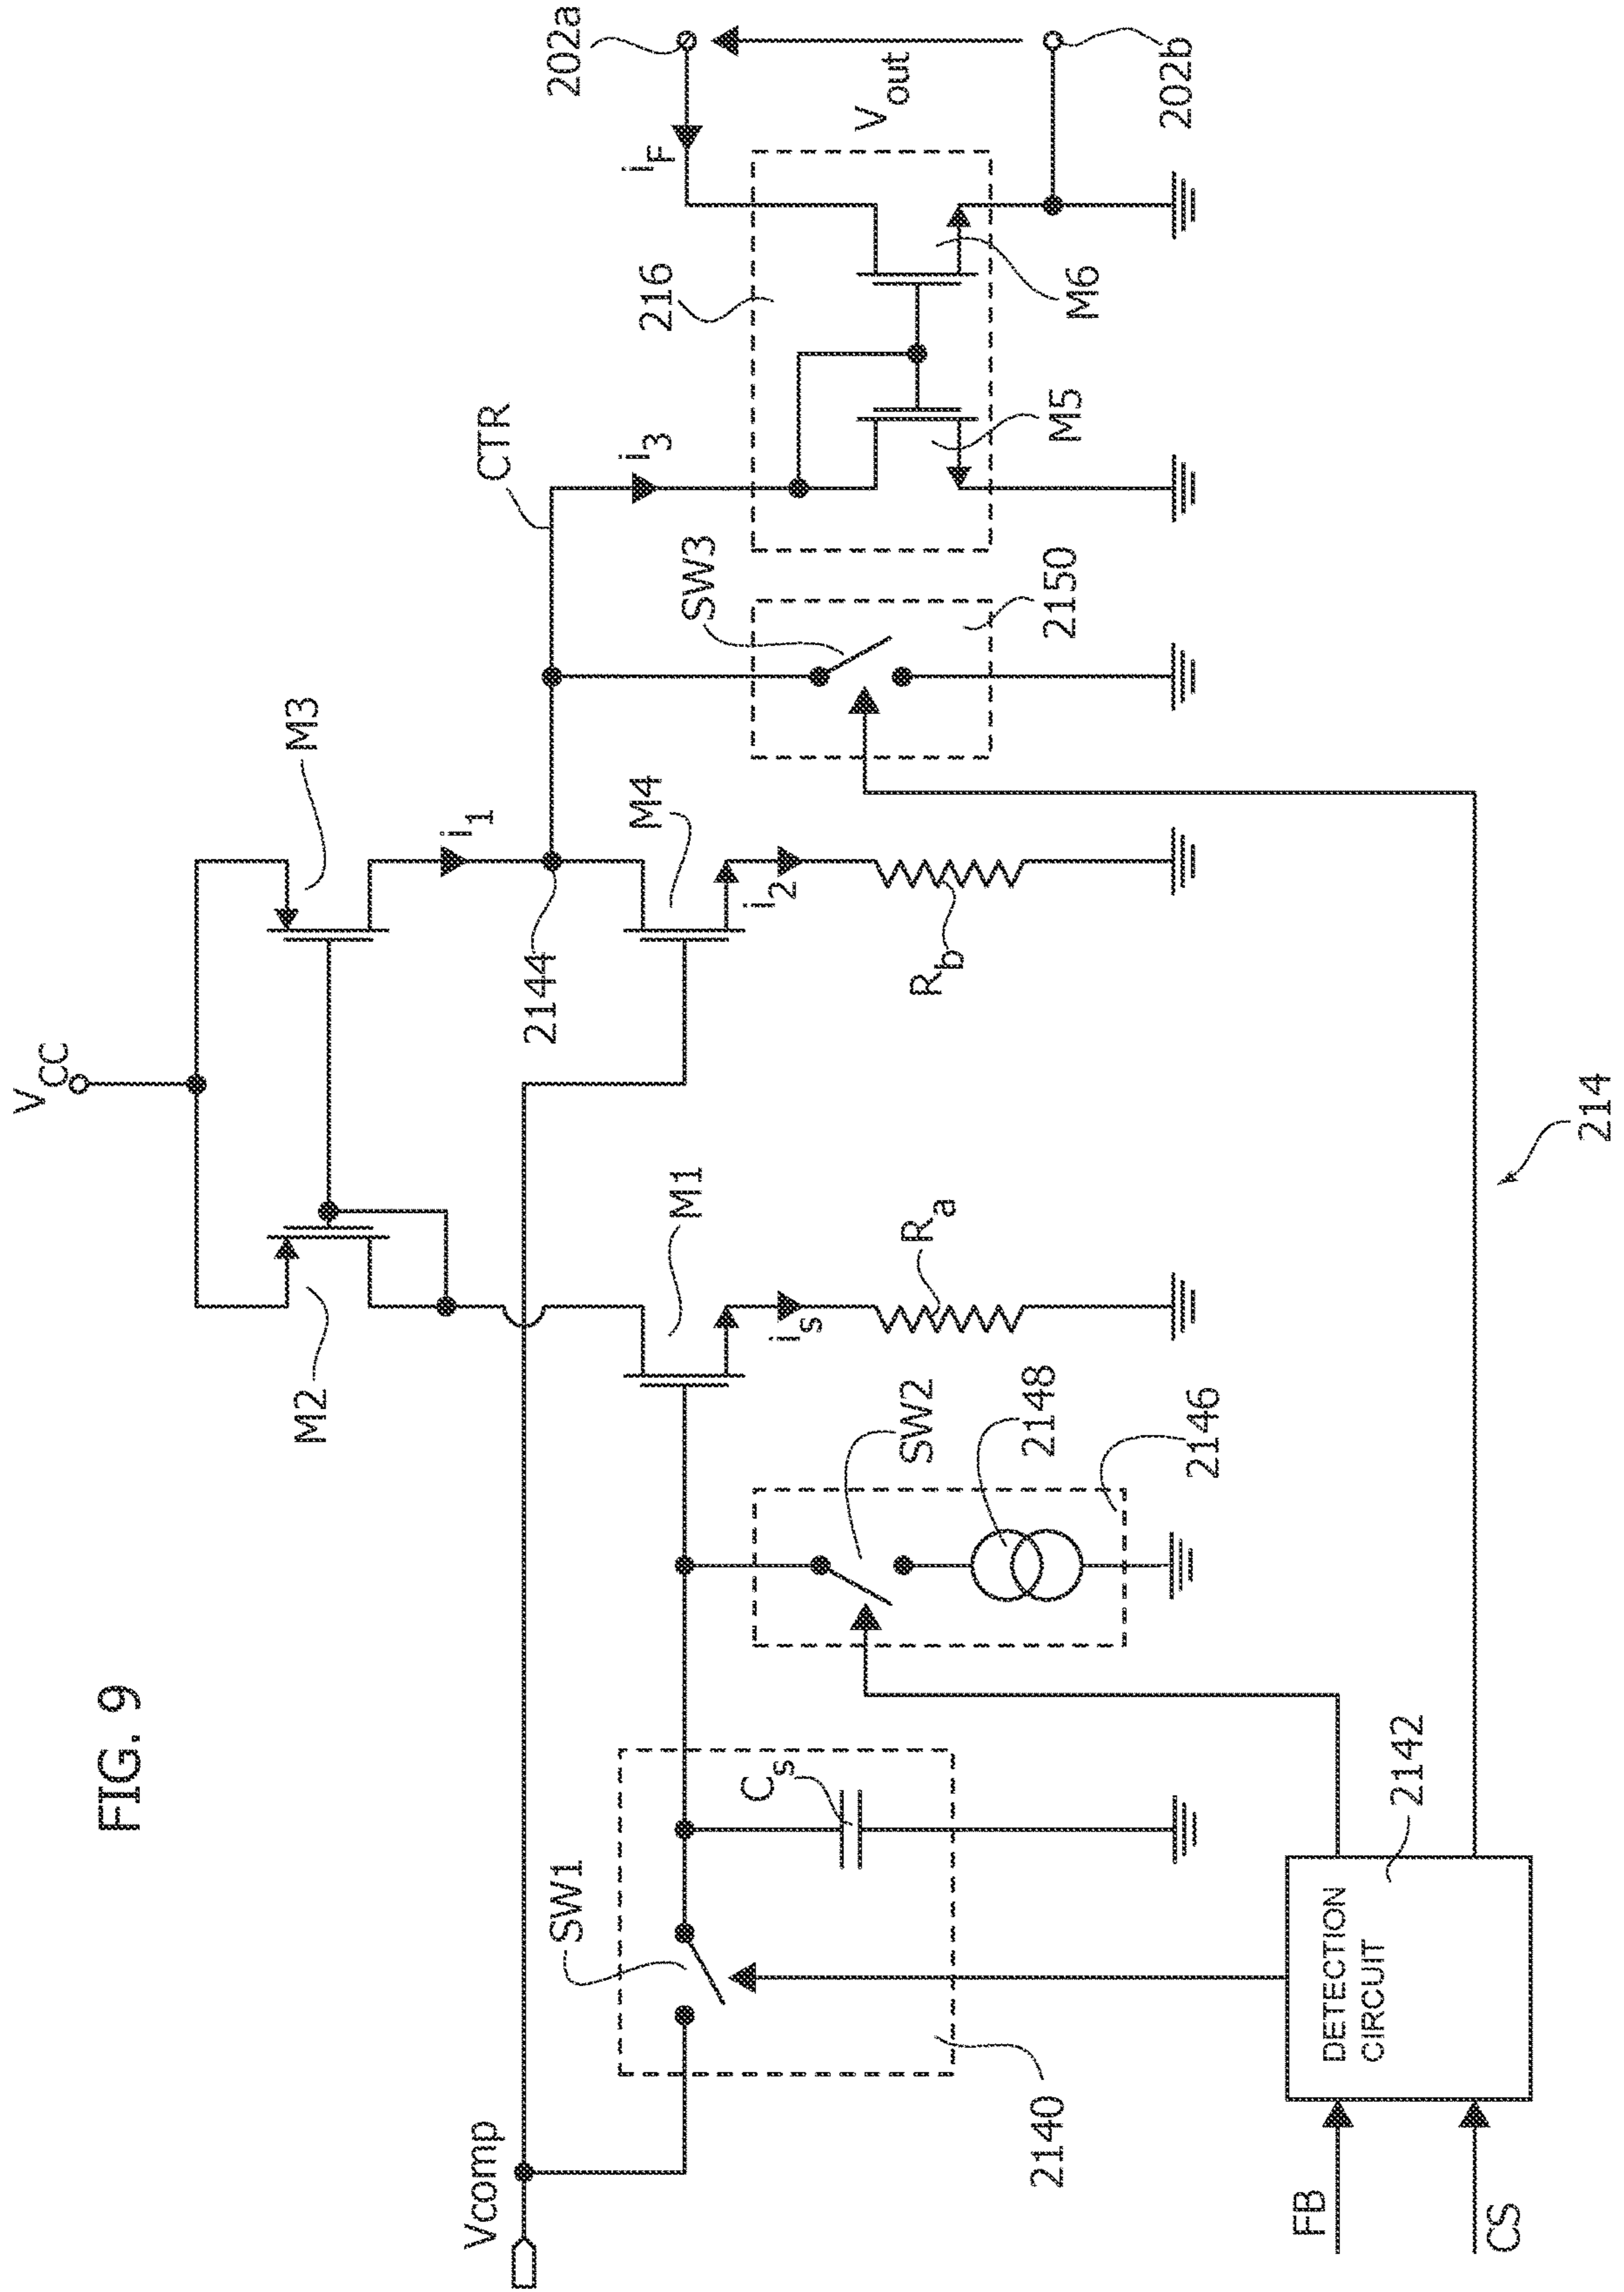 FIG. 9
VCC
M2
M3
i1
CTR
2144
Vcomp
SW1
M1
M4
i3
SW3
216
iF
202a
Cs
is
i2
Ra
Rb
SW2
2148
2146
2140
2150
M5
M6
Vout
202b
FB
CS
DETECTION
CIRCUIT
2142
214